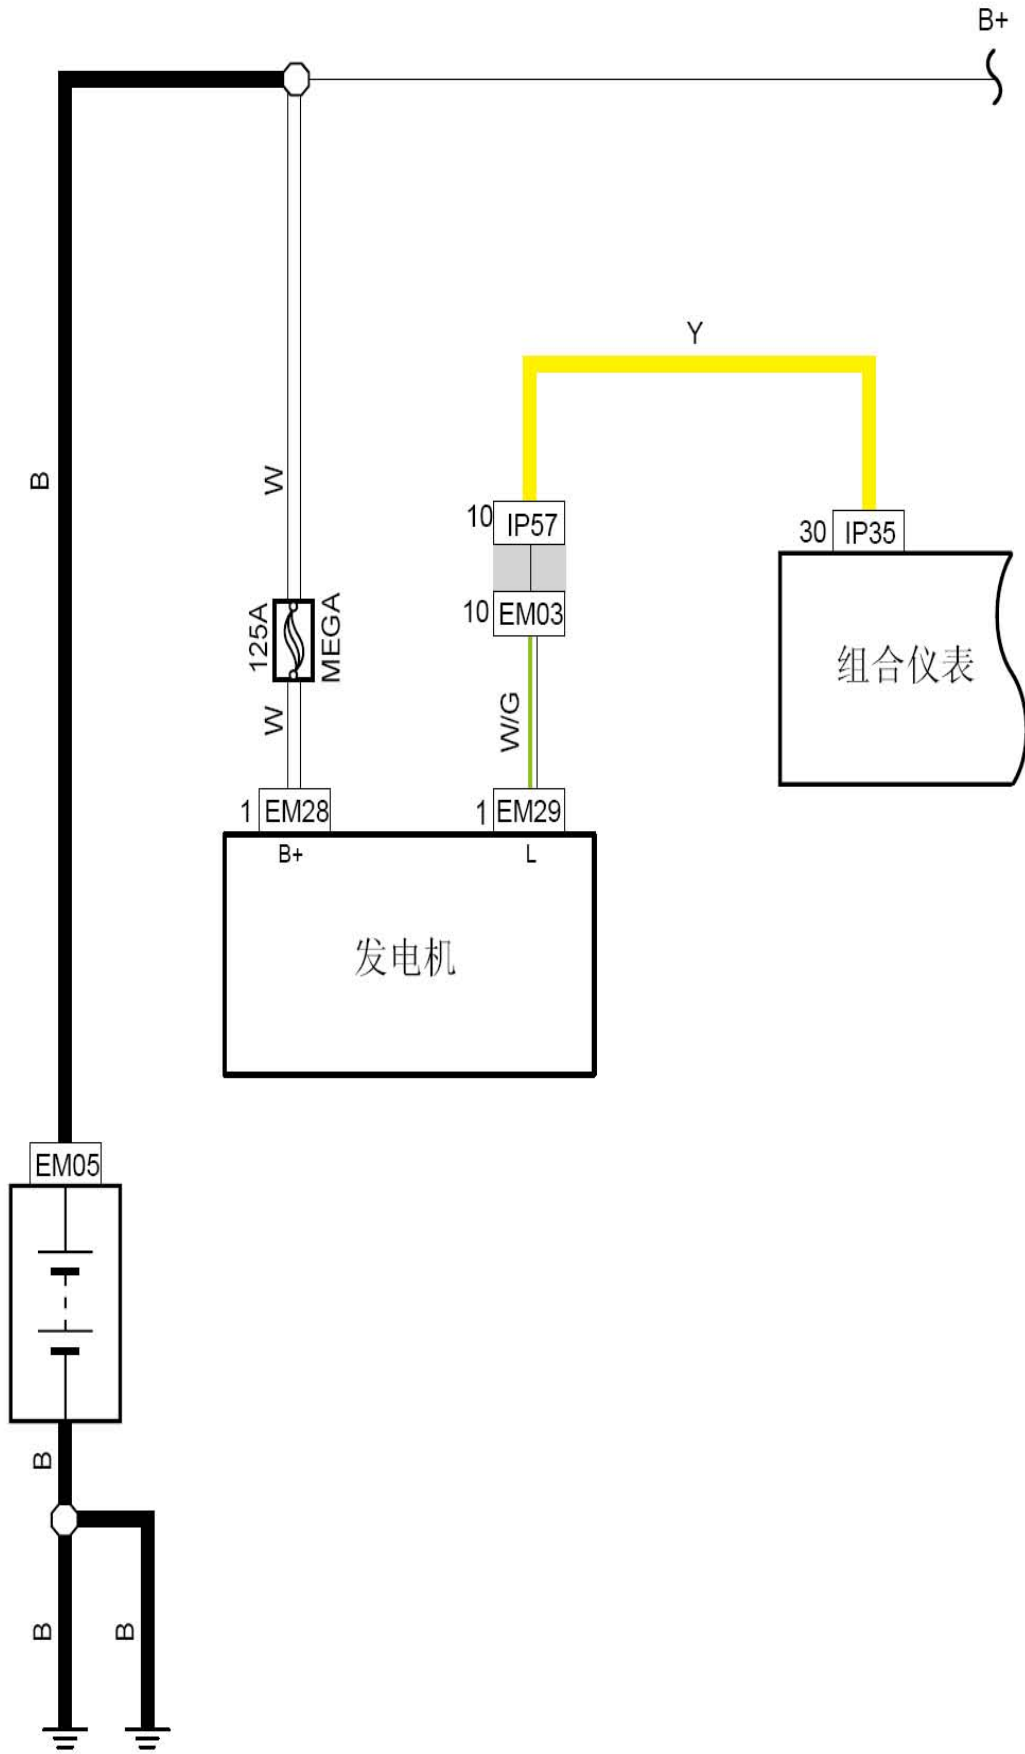 B+
Y
B
W
10 IP57
30 IP35
125A
MEGA
10 EM03
组合仪表
W
W/G
1 EM28
1 EM29
B+
L
发电机
EM05
B
B
B